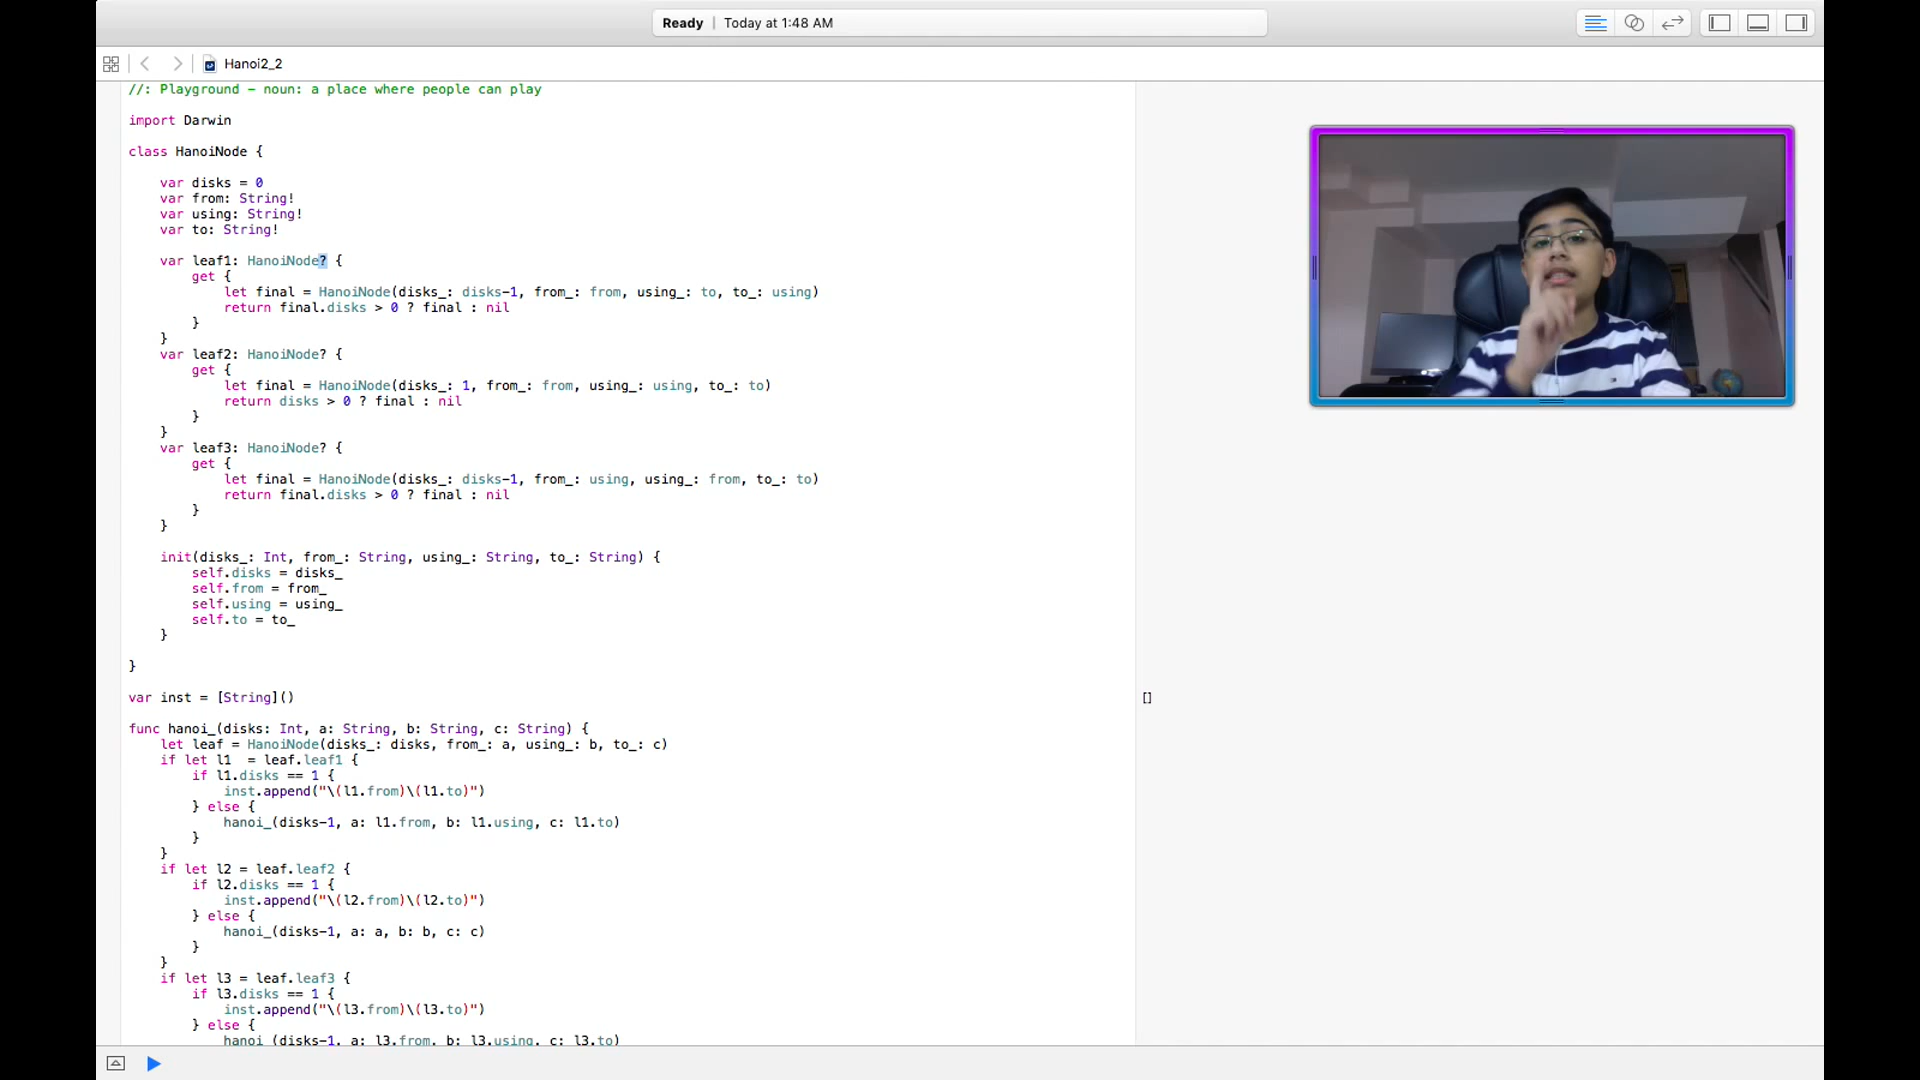 Ready | Today at 1:48 AM
Hanoi2_2
//: Playground - noun: a place where people can play
import Darwin
class HanoiNode {
var disks = 0
var from: String!
var using: String!
var to: String!
var leaf1: HanoiNode? {
get {
let final = HanoiNode(disks_: disks-1, from_: from, using_: to, to_: using)
return final.disks > 0 ? final : nil
}
}
var leaf2: HanoiNode? {
get {
let final = HanoiNode(disks_: 1, from_: from, using_: using, to_: to)
return disks > 0 ? final : nil
}
}
var leaf3: HanoiNode? {
get {
let final = HanoiNode(disks_: disks-1, from_: using, using_: from, to_: to)
return final.disks > 0 ? final : nil
}
}
init(disks_: Int, from_: String, using_: String, to_: String) {
self.disks = disks_
self.from = from_
self.using = using_
self.to = to_
}
}
var inst = [String]()
[]
func hanoi_(disks: Int, a: String, b: String, c: String) {
let leaf = HanoiNode(disks_: disks, from_: a, using_: b, to_: c)
if let l1  = leaf.leaf1 {
if l1.disks == 1 {
inst.append("\(l1.from)\(l1.to)")
} else {
hanoi_(disks-1, a: l1.from, b: l1.using, c: l1.to)
}
}
if let l2 = leaf.leaf2 {
if l2.disks == 1 {
inst.append("\(l2.from)\(l2.to)")
} else {
hanoi_(disks-1, a: a, b: b, c: c)
}
}
if let l3 = leaf.leaf3 {
if l3.disks == 1 {
inst.append("\(l3.from)\(l3.to)")
} else {
hanoi_(disks-1, a: l3.from, b: l3.using, c: l3.to)